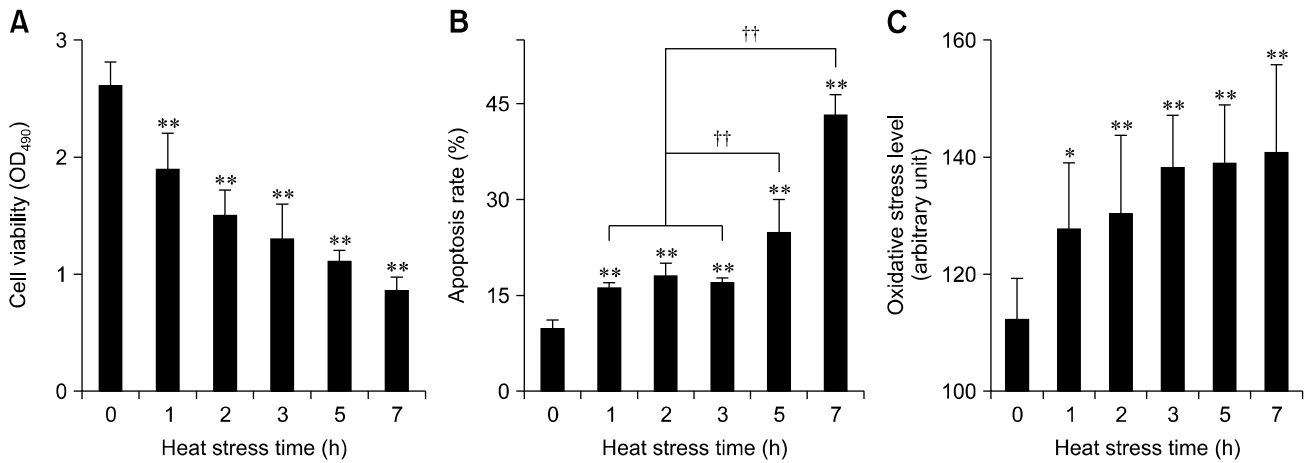 A
Cell viability (OD490)
3
2
1
0
**
**
**
**
**
0 1 2 3 5 7
Heat stress time (h)
B
Apoptosis rate (%)
45
30
15
0
††
††
**
**
**
**
**
0 1 2 3 5 7
Heat stress time (h)
C
Oxidative stress level
(arbitrary unit)
160
140
120
100
*
**
**
**
**
0 1 2 3 5 7
Heat stress time (h)